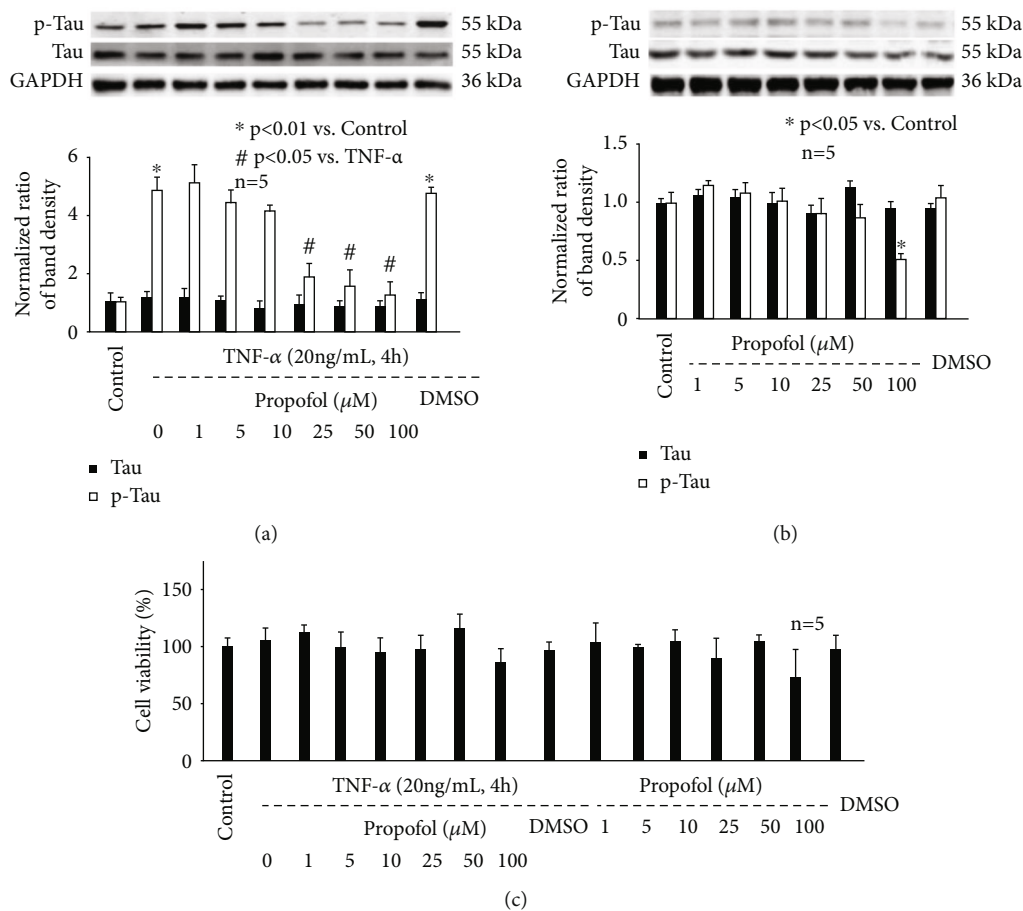 p-Tau 55 kDa
Tau 55 kDa
GAPDH 36 kDa
* p<0.01 vs. Control
# p<0.05 vs. TNF-α
n=5
Normalized ratio
of band density
6
4
2
0
*
#
#
#
*
Control
TNF-α (20ng/mL, 4h)
Propofol (μM)
DMSO
0 1 5 10 25 50 100
Tau
p-Tau
(a)
p-Tau 55 kDa
Tau 55 kDa
GAPDH 36 kDa
* p<0.05 vs. Control
n=5
Normalized ratio
of band density
1.5
1.0
0.5
0
*
Control
Propofol (μM)
DMSO
1 5 10 25 50 100
Tau
p-Tau
(b)
Cell viability (%)
150
100
50
0
n=5
Control
TNF-α (20ng/mL, 4h)
Propofol (μM)
DMSO
0 1 5 10 25 50 100
Propofol (μM)
DMSO
1 5 10 25 50 100
(c)